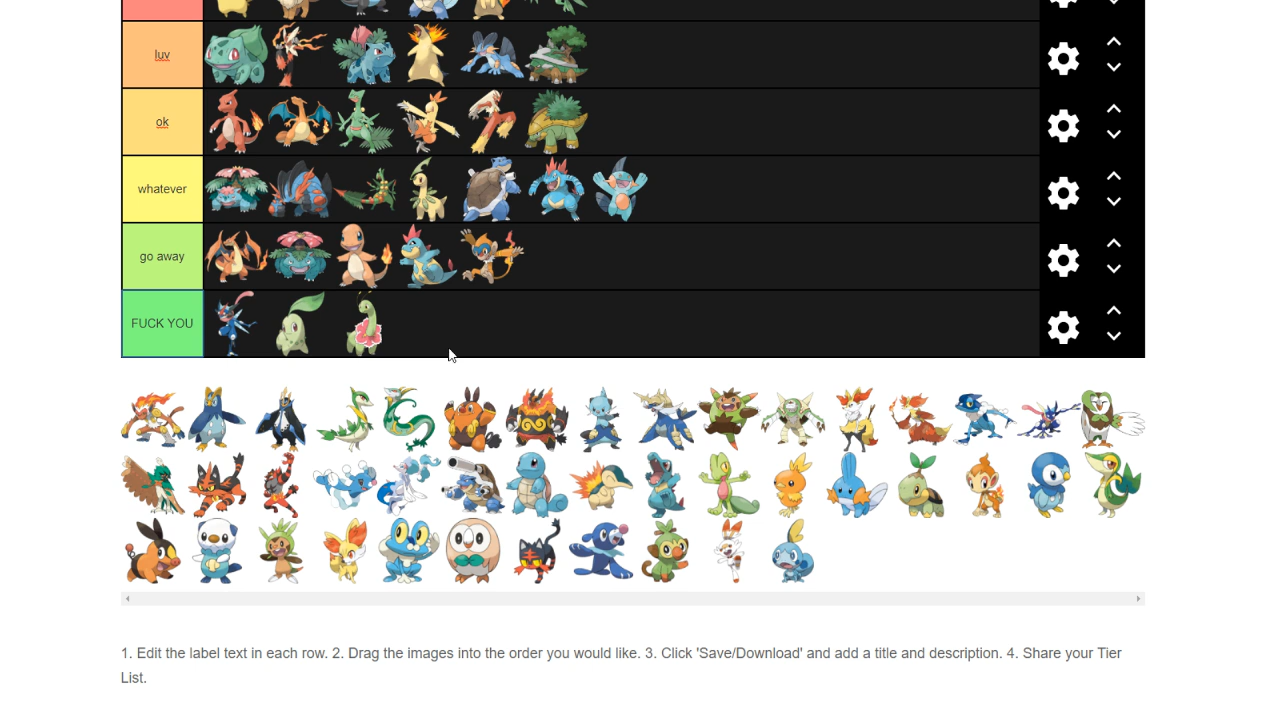 luv
ok
whatever
go away
FUCK YOU
1. Edit the label text in each row. 2. Drag the images into the order you would like. 3. Click 'Save/Download' and add a title and description. 4. Share your Tier
List.